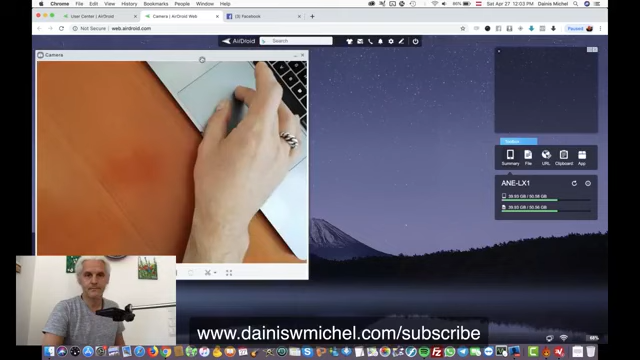 Chrome File Edit View History Bookmarks People Window Help
Sat Apr 27 12:03 PM Dainis Michel
User Center | AirDroid
Camera | AirDroid Web
(3) Facebook
Not Secure | web.airdroid.com
Paused
AirDroid
Search
Camera
Toolbox
Summary File URL Clipboard App
ANE-LX1
www.dainiswmichel.com/subscribe